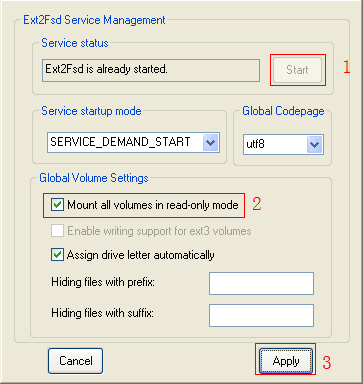 Ext2Fsd Service Management
Service status
Ext2Fsd is already started.
Start
1
Service startup mode
Global Codepage
SERVICE_DEMAND_START
utf8
Global Volume Settings
Mount all volumes in read-only mode
2
Enable writing support for ext3 volumes
Assign drive letter automatically
Hiding files with prefix:
Hiding files with suffix:
Cancel
Apply
3